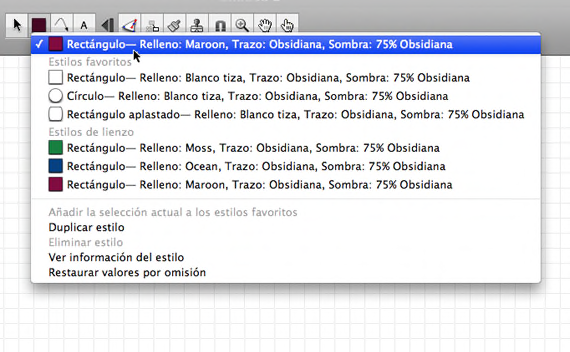 A
✓ Rectángulo— Relleno: Maroon, Trazo: Obsidiana, Sombra: 75% Obsidiana
Estilos favoritos
Rectángulo— Relleno: Blanco tiza, Trazo: Obsidiana, Sombra: 75% Obsidiana
Círculo— Relleno: Blanco tiza, Trazo: Obsidiana, Sombra: 75% Obsidiana
Rectángulo aplastado— Relleno: Blanco tiza, Trazo: Obsidiana, Sombra: 75% Obsidiana
Estilos de lienzo
Rectángulo— Relleno: Moss, Trazo: Obsidiana, Sombra: 75% Obsidiana
Rectángulo— Relleno: Ocean, Trazo: Obsidiana, Sombra: 75% Obsidiana
Rectángulo— Relleno: Maroon, Trazo: Obsidiana, Sombra: 75% Obsidiana
Añadir la selección actual a los estilos favoritos
Duplicar estilo
Eliminar estilo
Ver información del estilo
Restaurar valores por omisión